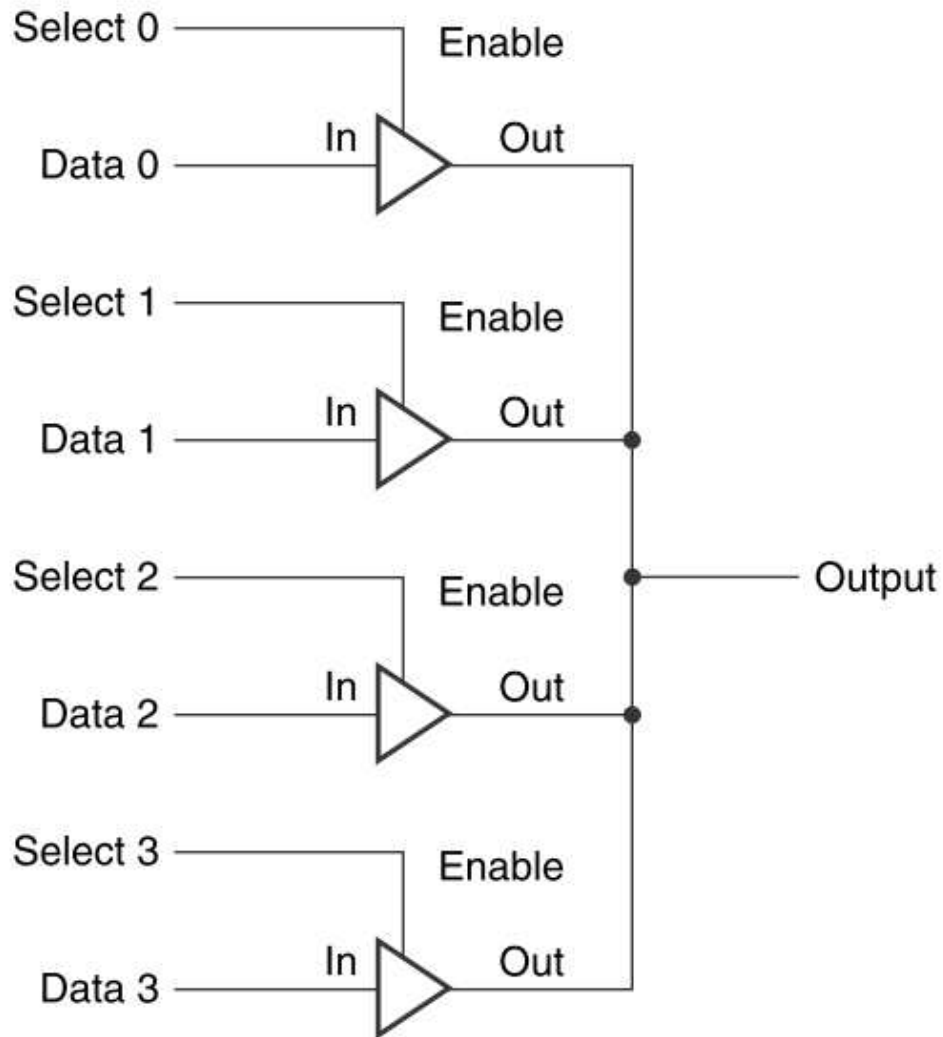 Select 0
Enable
In
Out
Data 0
Select 1
Enable
In
Out
Data 1
Select 2
Enable
Output
In
Out
Data 2
Select 3
Enable
In
Out
Data 3